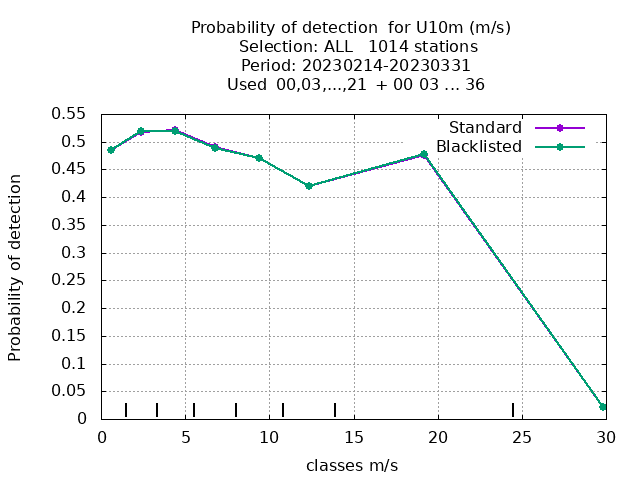 Probability of detection  for U10m (m/s)
Selection: ALL   1014 stations
Period: 20230214-20230331
Used  00,03,...,21  + 00 03 ... 36
Standard
Blacklisted
0.55
0.5
0.45
0.4
0.35
0.3
0.25
0.2
0.15
0.1
0.05
0
Probability of detection
0 5 10 15 20 25 30
classes m/s